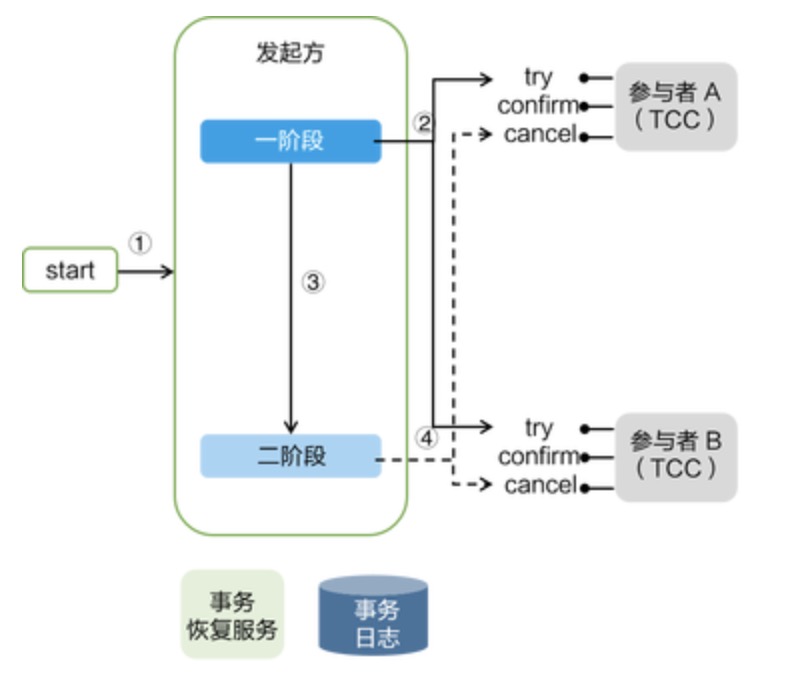 发起方
一阶段
②
try
confirm
cancel
参与者 A
（TCC）
①
start
③
二阶段
④
try
confirm
cancel
参与者 B
（TCC）
事务
恢复服务
事务
日志